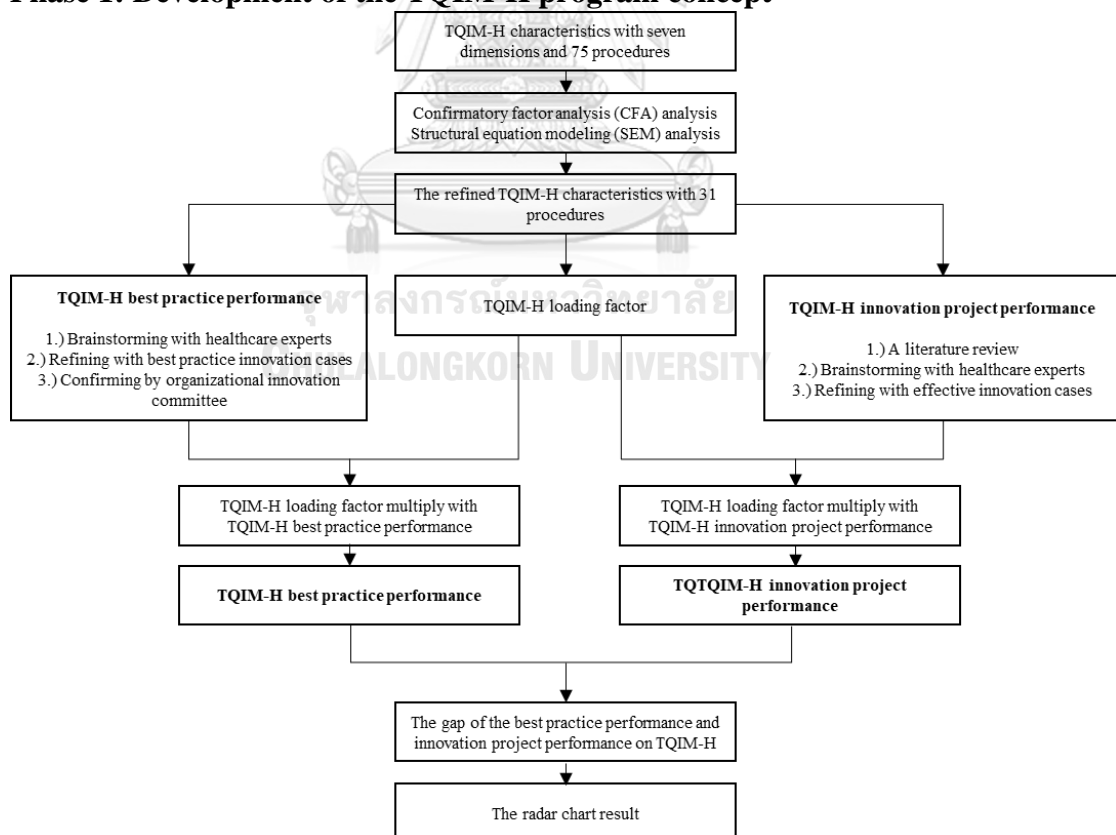 Phase 1: Development of the TQIM-H program concept
TQIM-H characteristics with seven
dimensions and 75 procedures
Confirmatory factor analysis (CFA) analysis
Structural equation modeling (SEM) analysis
The refined TQIM-H characteristics with 31
procedures
TQIM-H best practice performance
1.) Brainstorming with healthcare experts
2.) Refining with best practice innovation cases
3.) Confirming by organizational innovation
committee
TQIM-H loading factor
TQIM-H innovation project performance
1.) A literature review
2.) Brainstorming with healthcare experts
3.) Refining with effective innovation cases
จุฬาลงกรณ์มหาวิทยาลัย
CHULALONGKORN UNIVERSITY
TQIM-H loading factor multiply with
TQIM-H best practice performance
TQIM-H loading factor multiply with
TQIM-H innovation project performance
TQIM-H best practice performance
TQTQIM-H innovation project
performance
The gap of the best practice performance and
innovation project performance on TQIM-H
The radar chart result